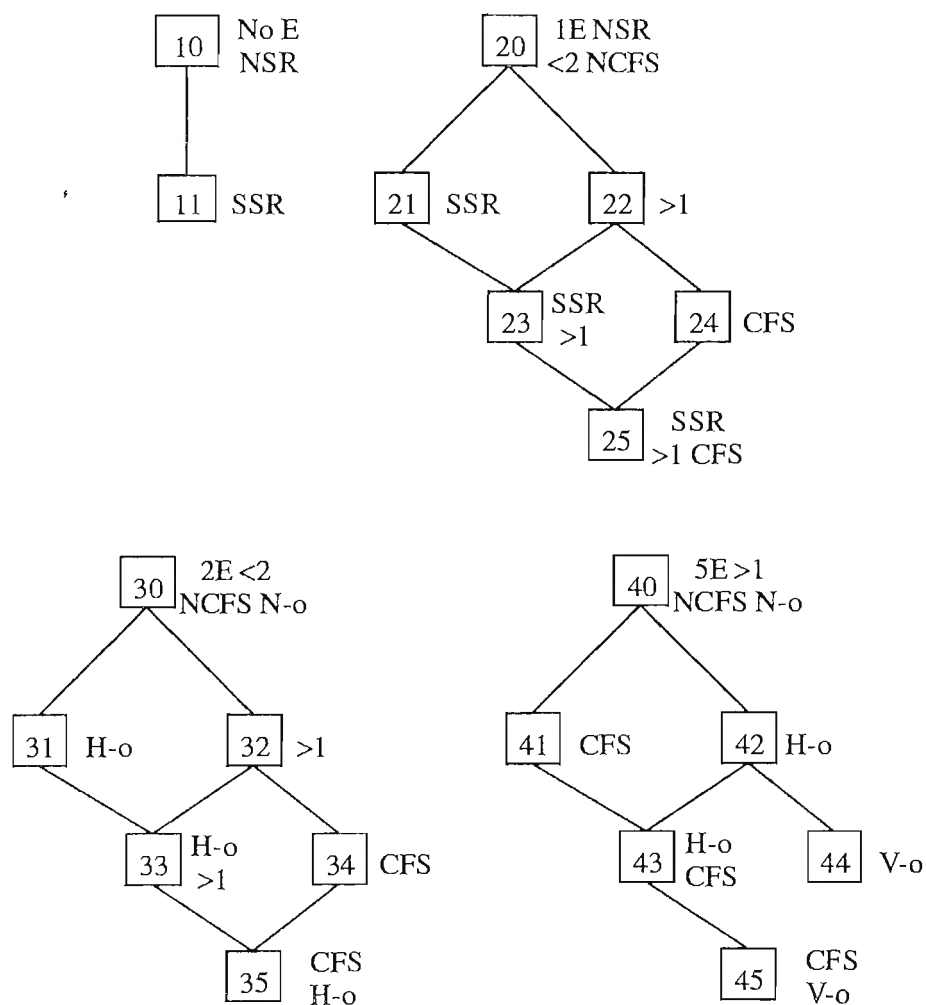 10 No E
NSR
20 1E NSR
<2 NCFS
11 SSR
21 SSR
22 >1
23 SSR
>1
24 CFS
25 SSR
>1 CFS
30 2E <2
NCFS N-o
40 5E >1
NCFS N-o
31 H-o
32 >1
41 CFS
42 H-o
33 H-o
>1
34 CFS
43 H-o
CFS
44 V-o
35 CFS
H-o
45 CFS
V-o